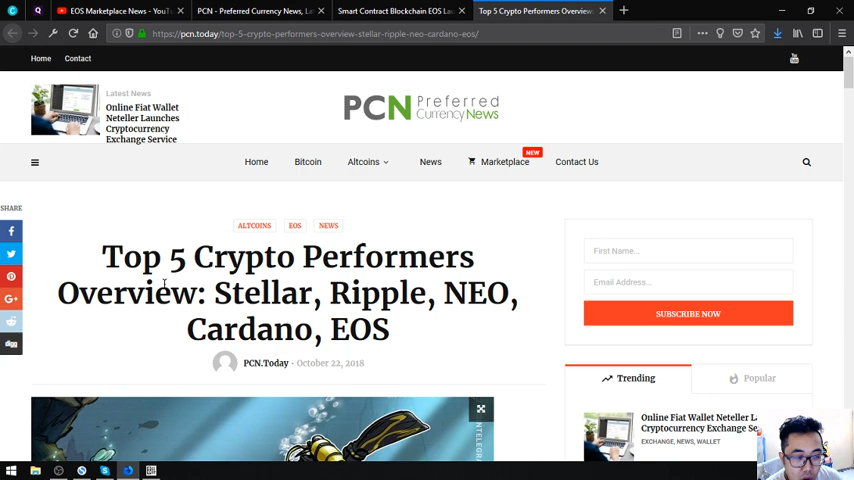 EOS Marketplace News - YouT
PCN - Preferred Currency News, La
Smart Contract Blockchain EOS Lau
Top 5 Crypto Performers Overview:
https://pcn.today/top-5-crypto-performers-overview-stellar-ripple-neo-cardano-eos/
Home
Contact
Latest News
Online Fiat Wallet
Neteller Launches
Cryptocurrency
Exchange Service
PCN Preferred
Currency News
Home
Bitcoin
Altcoins
News
NEW
Marketplace
Contact Us
SHARE
ALTCOINS
EOS
NEWS
Top 5 Crypto Performers
Overview: Stellar, Ripple, NEO,
Cardano, EOS
PCN.Today - October 22, 2018
First Name...
Email Address...
SUBSCRIBE NOW
Trending
Popular
Online Fiat Wallet Neteller L
Cryptocurrency Exchange Se
EXCHANGE, NEWS, WALLET
G+
digg